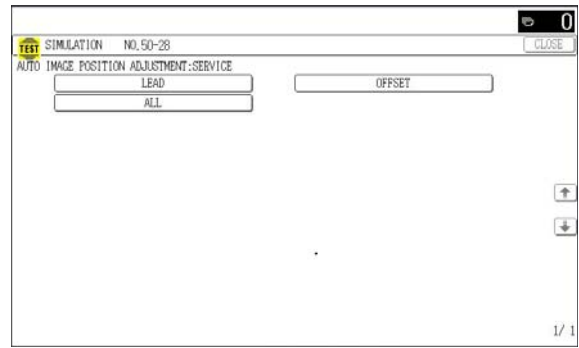 0
TEST SIMULATION NO.50-28 CLOSE
AUTO IMAGE POSITION ADJUSTMENT:SERVICE
LEAD OFFSET
ALL
1/ 1